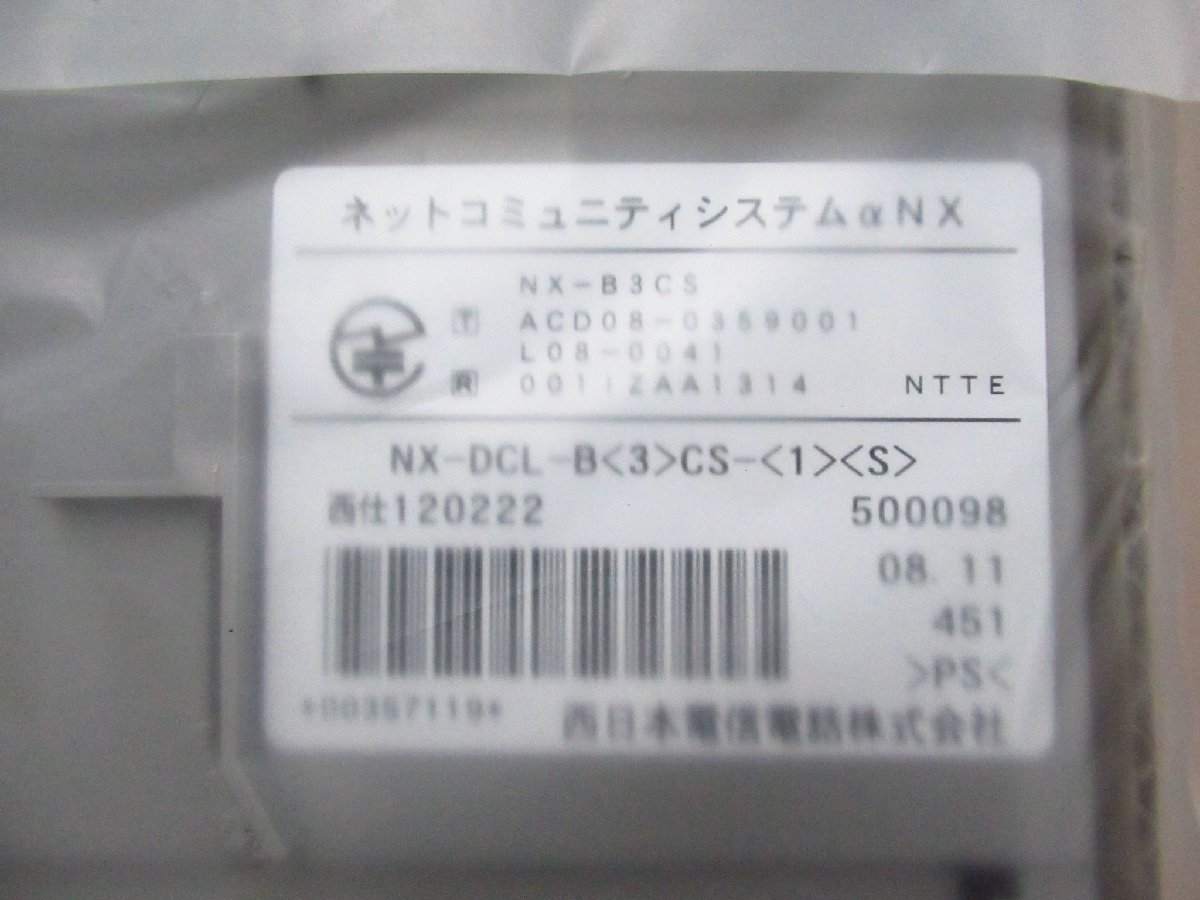 ネットコミュニティシステムαNX
NX-B3CS
T ACD08-0359001
L08-0041
R 0011ZAA1314 NTTE
NX-DCL-B<3>CS-<1><S>
西仕120222 500098
08.11
451
>PS<
*00357119*
西日本電信電話株式会社